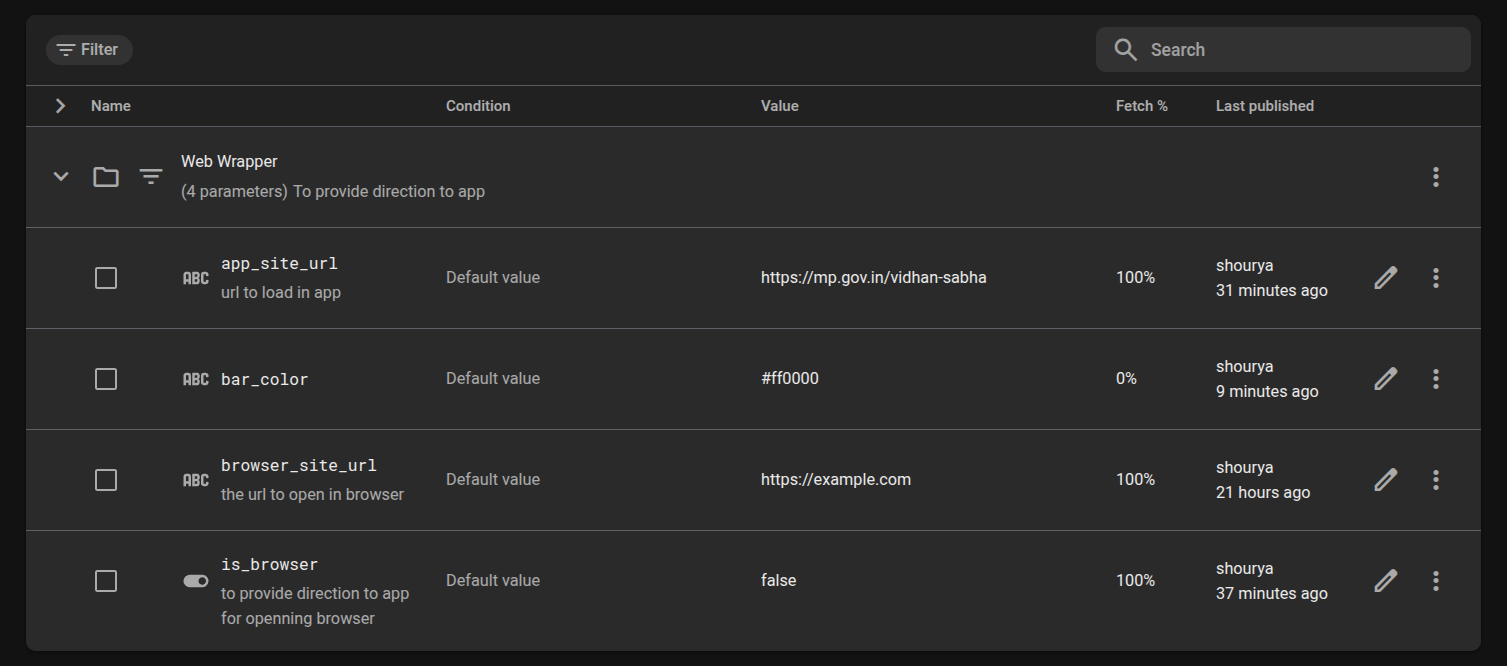 Filter
Search
Name Condition Value Fetch % Last published
Web Wrapper
(4 parameters) To provide direction to app
ABC app_site_url
url to load in app
Default value https://mp.gov.in/vidhan-sabha 100%
shourya
31 minutes ago
ABC bar_color
Default value #ff0000 0%
shourya
9 minutes ago
ABC browser_site_url
the url to open in browser
Default value https://example.com 100%
shourya
21 hours ago
is_browser
to provide direction to app
for openning browser
Default value false 100%
shourya
37 minutes ago